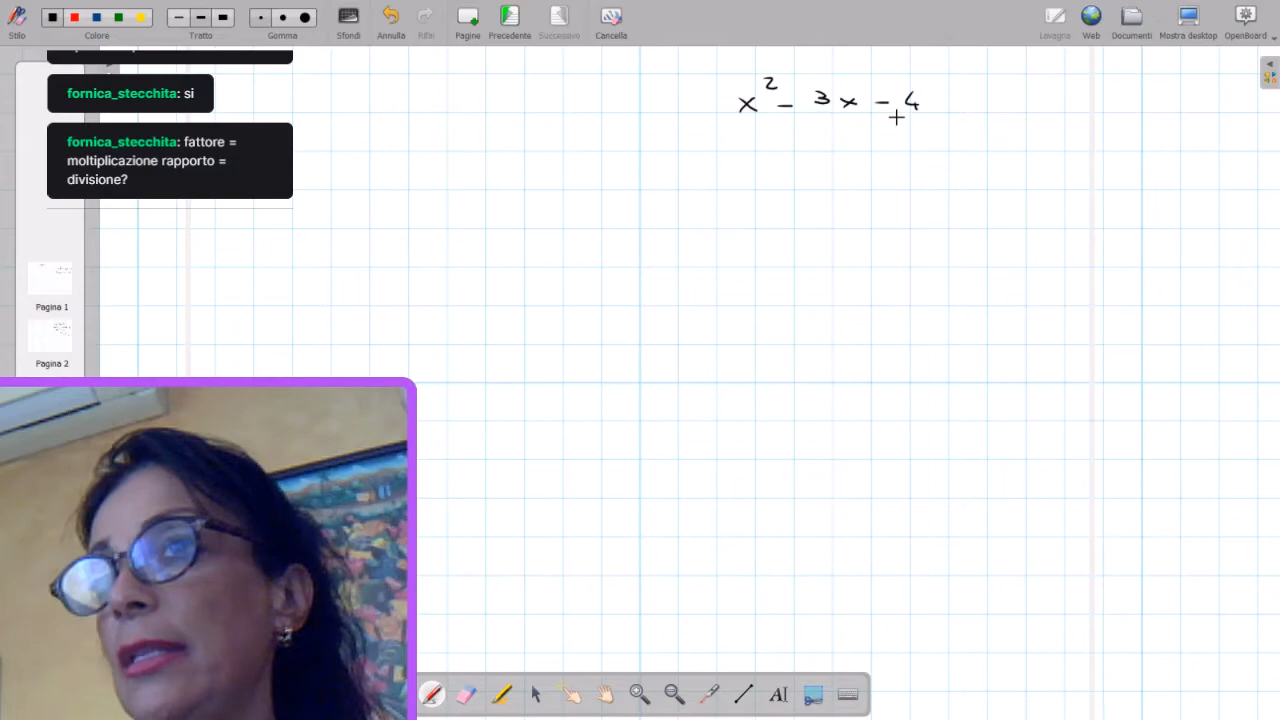 Stilo
Colore
Tratto
Gomma
Sfondi
Annulla
Rifai
Pagine
Precedente
Successivo
Cancella
Lavagna
Web
Documenti
Mostra desktop
OpenBoard
fornica_stecchita: si
fornica_stecchita: fattore =
moltiplicazione rapporto =
divisione?
x² - 3x - 4
Pagina 1
Pagina 2